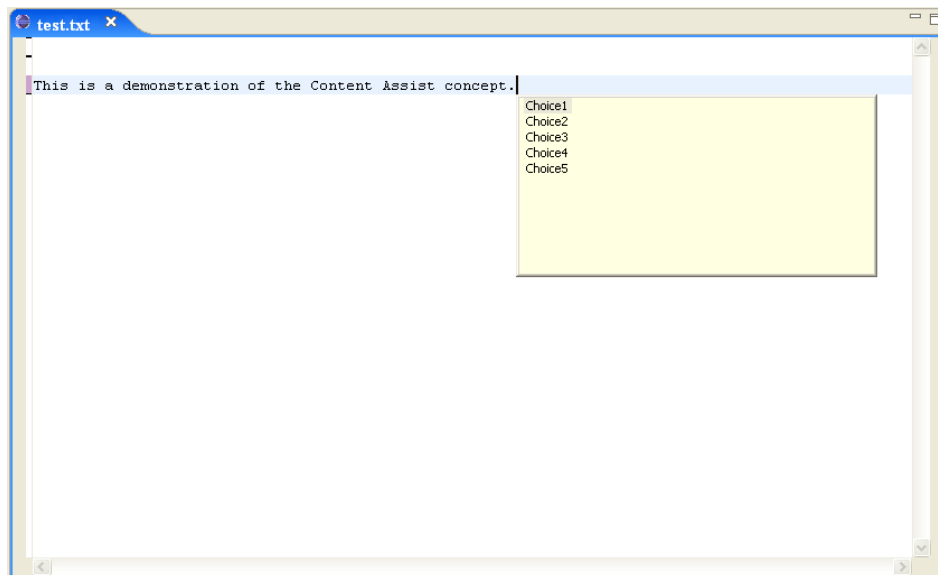 test.txt
This is a demonstration of the Content Assist concept.
Choice1
Choice2
Choice3
Choice4
Choice5